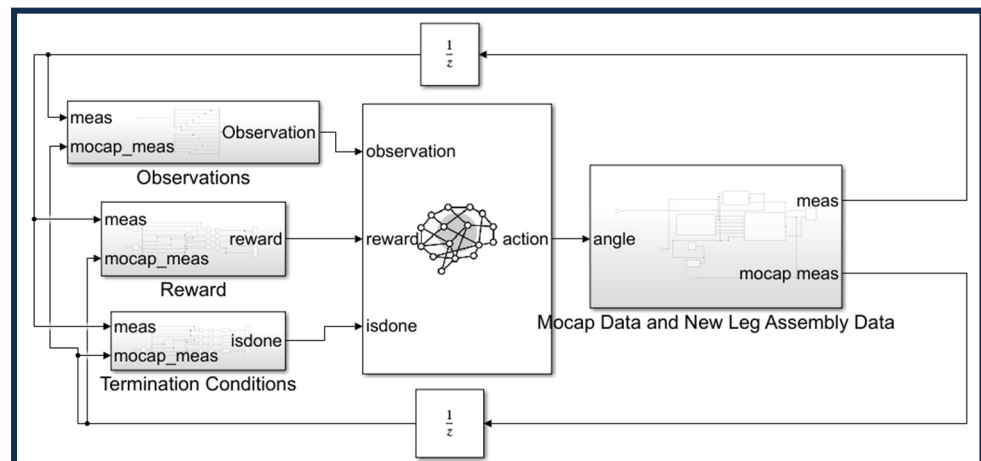 1
z
meas
mocap_meas
Observation
Observations
meas
mocap_meas
reward
Reward
meas
mocap_meas
isdone
Termination Conditions
observation
reward
isdone
action
angle
meas
mocap meas
Mocap Data and New Leg Assembly Data
1
z